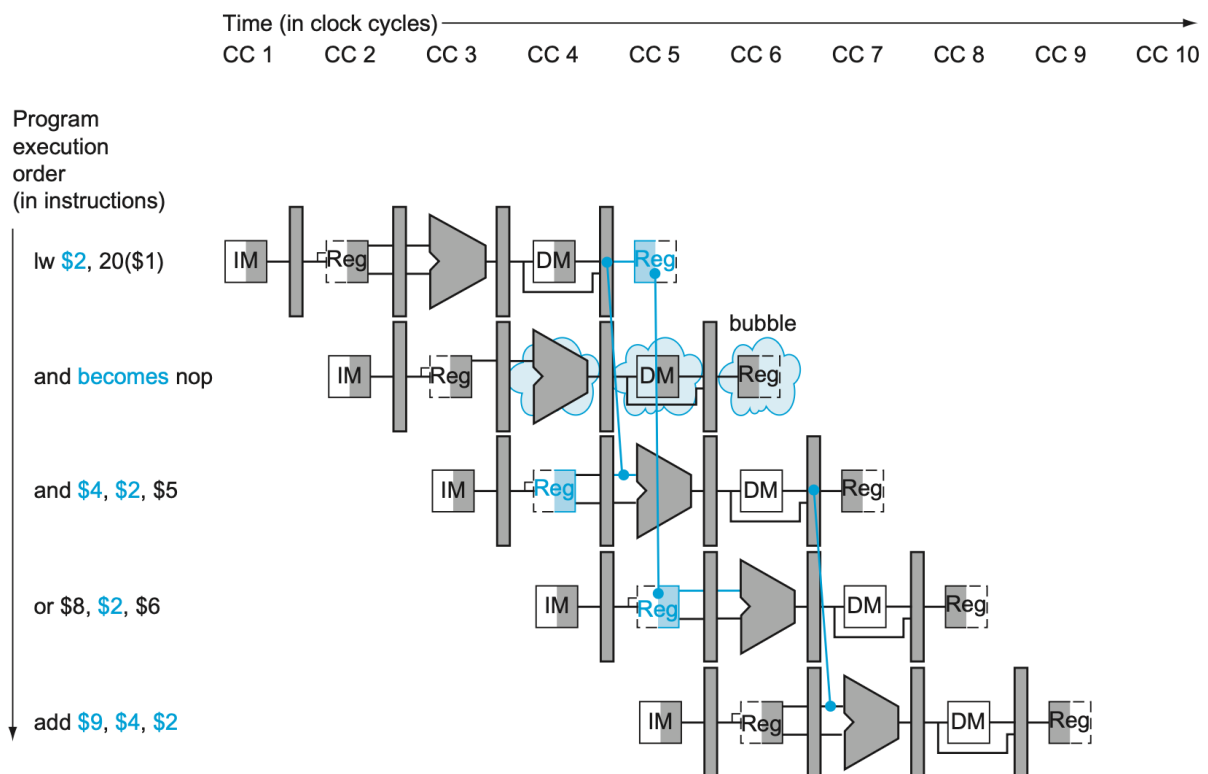 Time (in clock cycles)
CC 1 CC 2 CC 3 CC 4 CC 5 CC 6 CC 7 CC 8 CC 9 CC 10
Program
execution
order
(in instructions)
lw $2, 20($1)
IM Reg DM Reg
bubble
and becomes nop
IM Reg DM Reg
and $4, $2, $5
IM Reg DM Reg
or $8, $2, $6
IM Reg DM Reg
add $9, $4, $2
IM Reg DM Reg